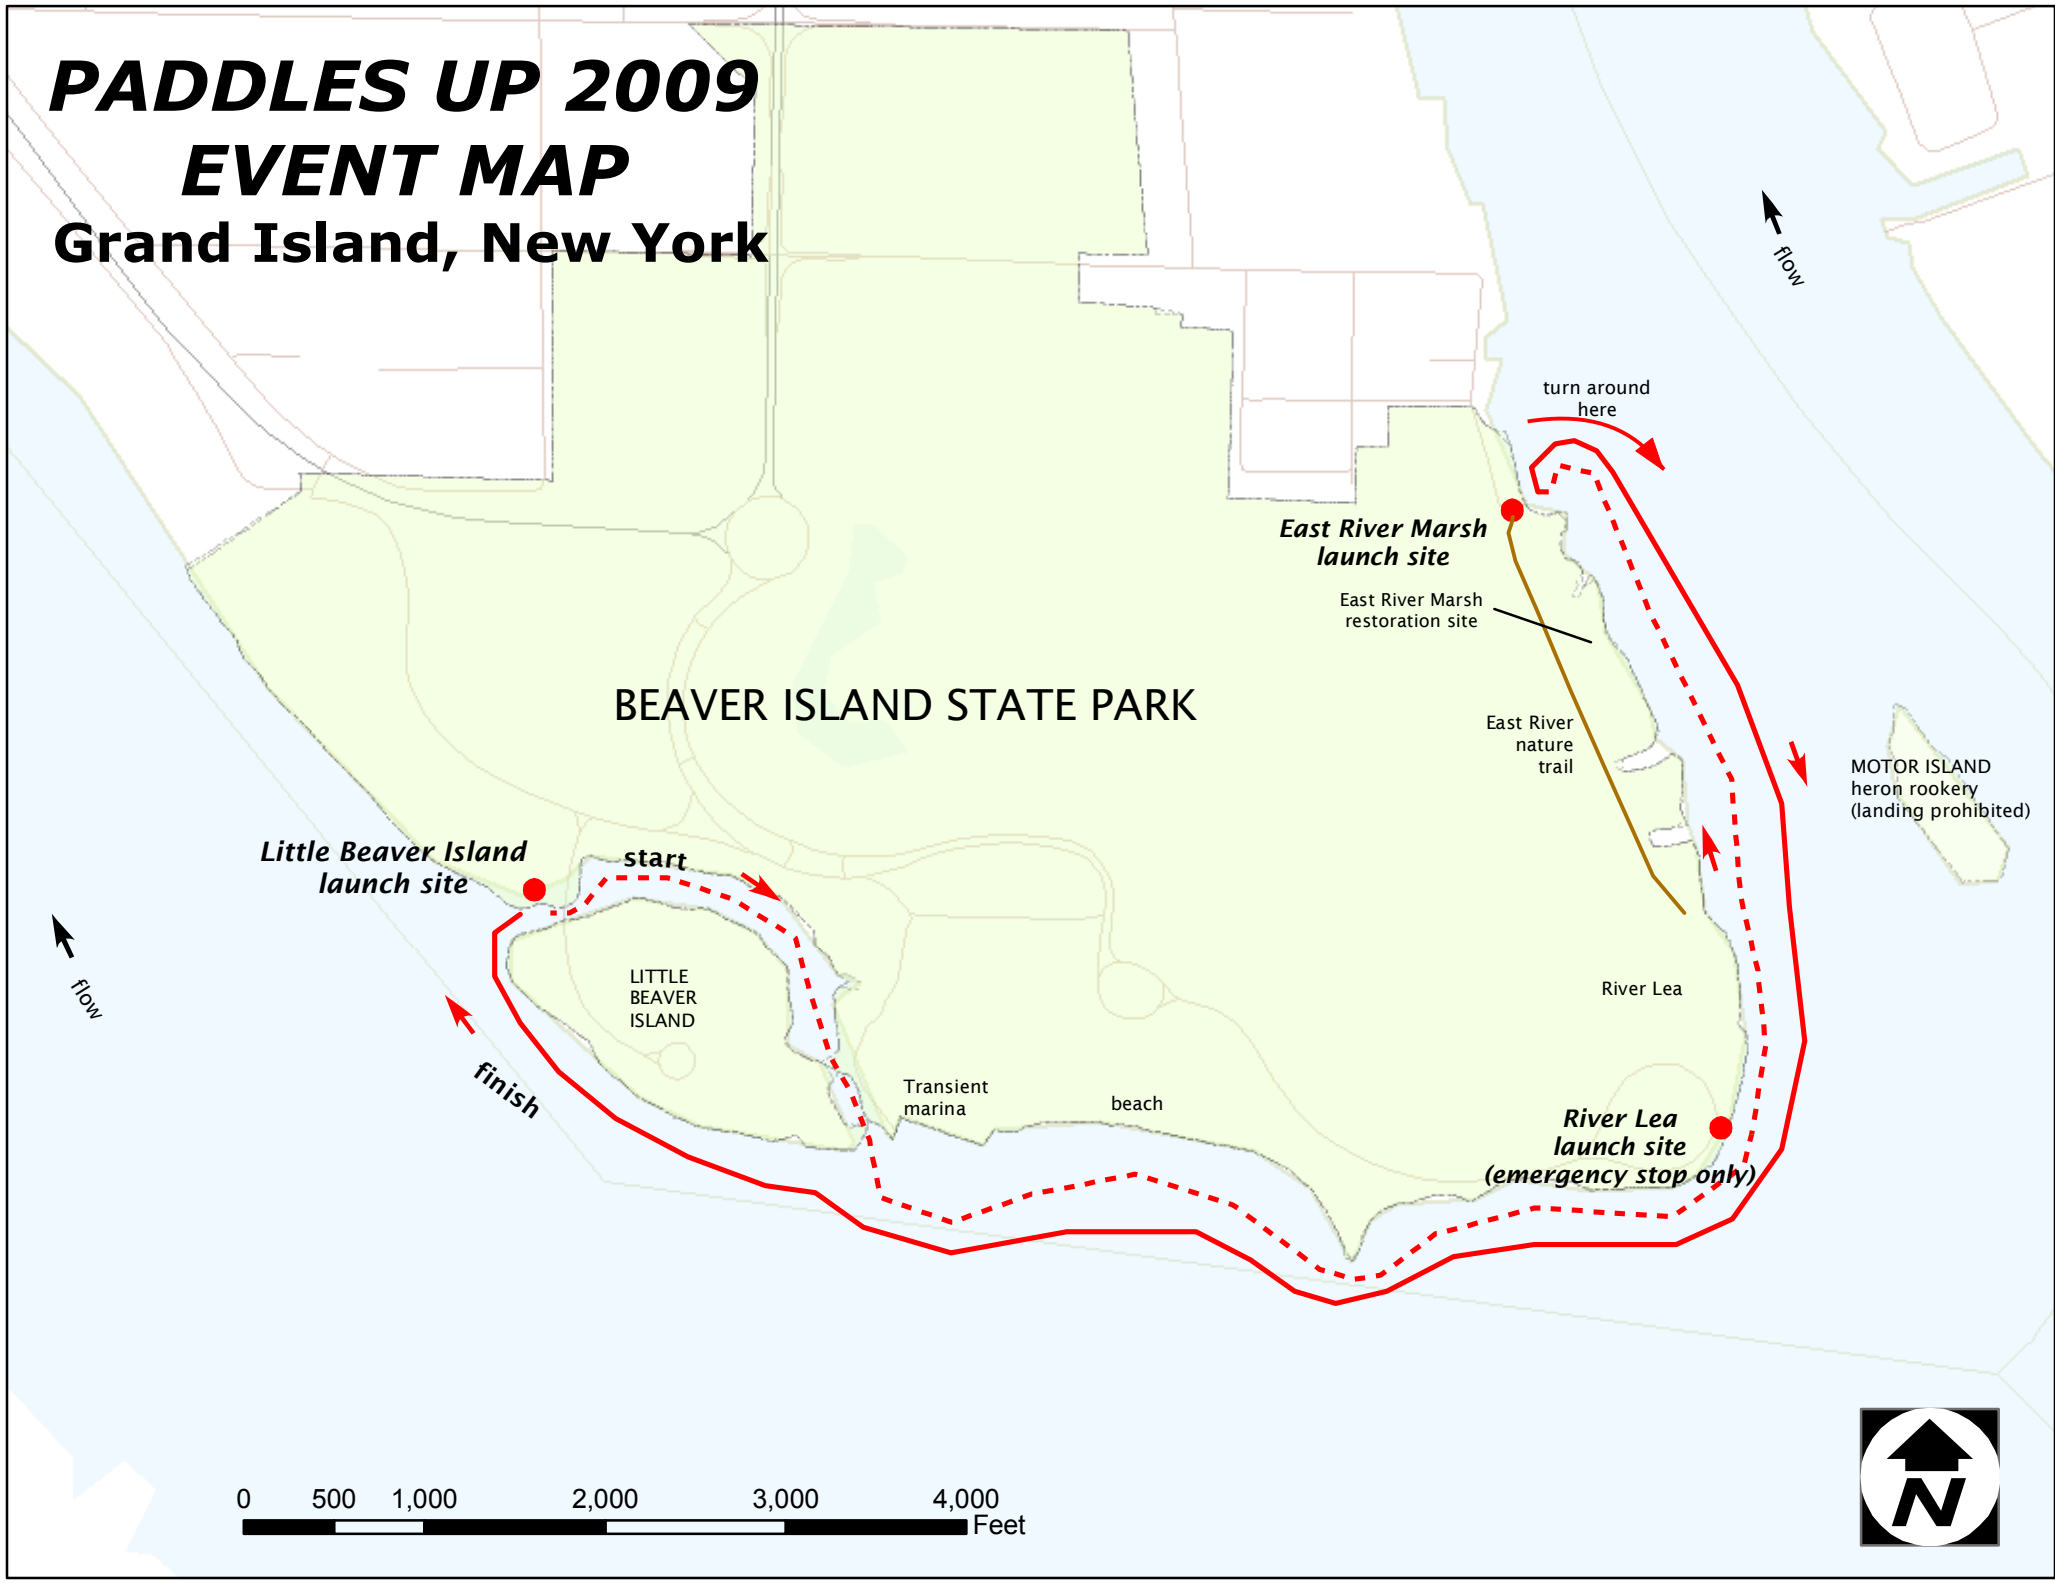 PADDLES UP 2009
EVENT MAP
Grand Island, New York
flow
turn around
here
East River Marsh
launch site
East River Marsh
restoration site
BEAVER ISLAND STATE PARK
East River
nature
trail
MOTOR ISLAND
heron rookery
(landing prohibited)
Little Beaver Island
launch site
start
flow
LITTLE
BEAVER
ISLAND
River Lea
finish
Transient
marina
beach
River Lea
launch site
(emergency stop only)
0 500 1,000 2,000 3,000 4,000
Feet
N